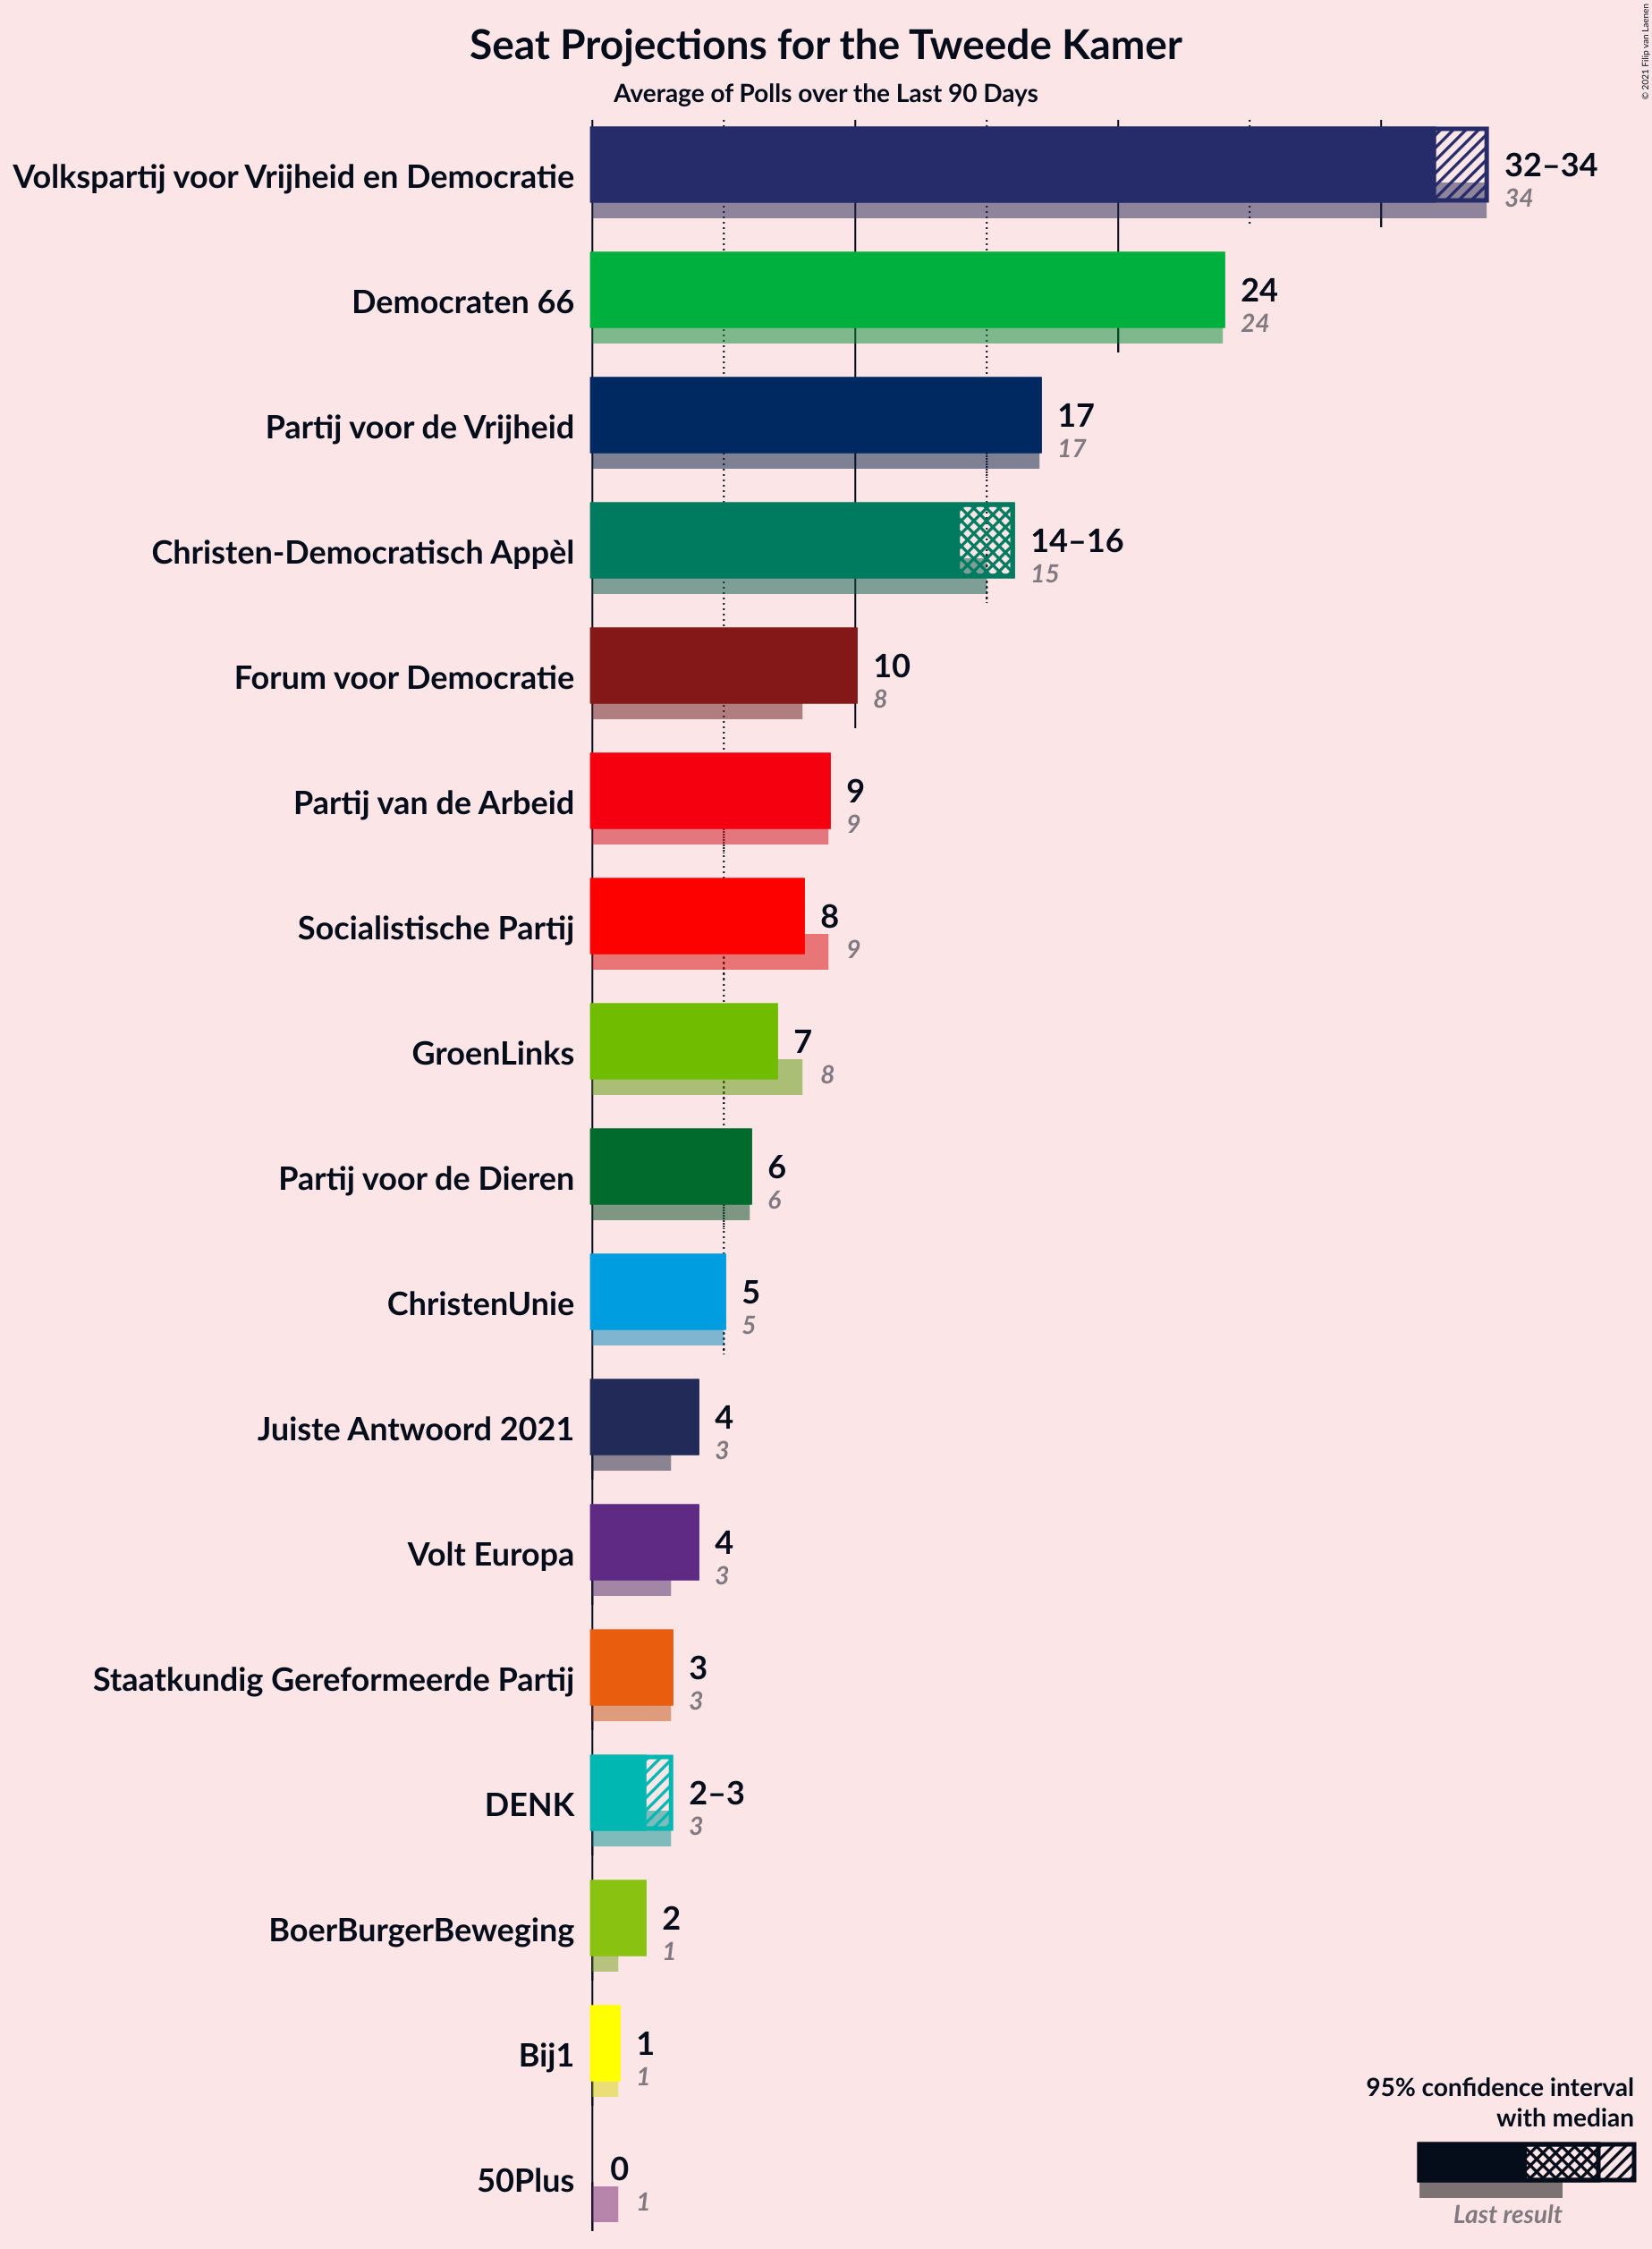 Seat Projections for the Tweede Kamer
Average of Polls over the Last 90 Days
© 2021 Filip van Laenen
Volkspartij voor Vrijheid en Democratie
32–34
34
Democraten 66
24
24
Partij voor de Vrijheid
17
17
Christen-Democratisch Appèl
14–16
15
Forum voor Democratie
10
8
Partij van de Arbeid
9
9
Socialistische Partij
8
9
GroenLinks
7
8
Partij voor de Dieren
6
6
ChristenUnie
5
5
Juiste Antwoord 2021
4
3
Volt Europa
4
3
Staatkundig Gereformeerde Partij
3
3
DENK
2–3
3
BoerBurgerBeweging
2
1
Bij1
1
1
50Plus
0
1
95% confidence interval
with median
Last result